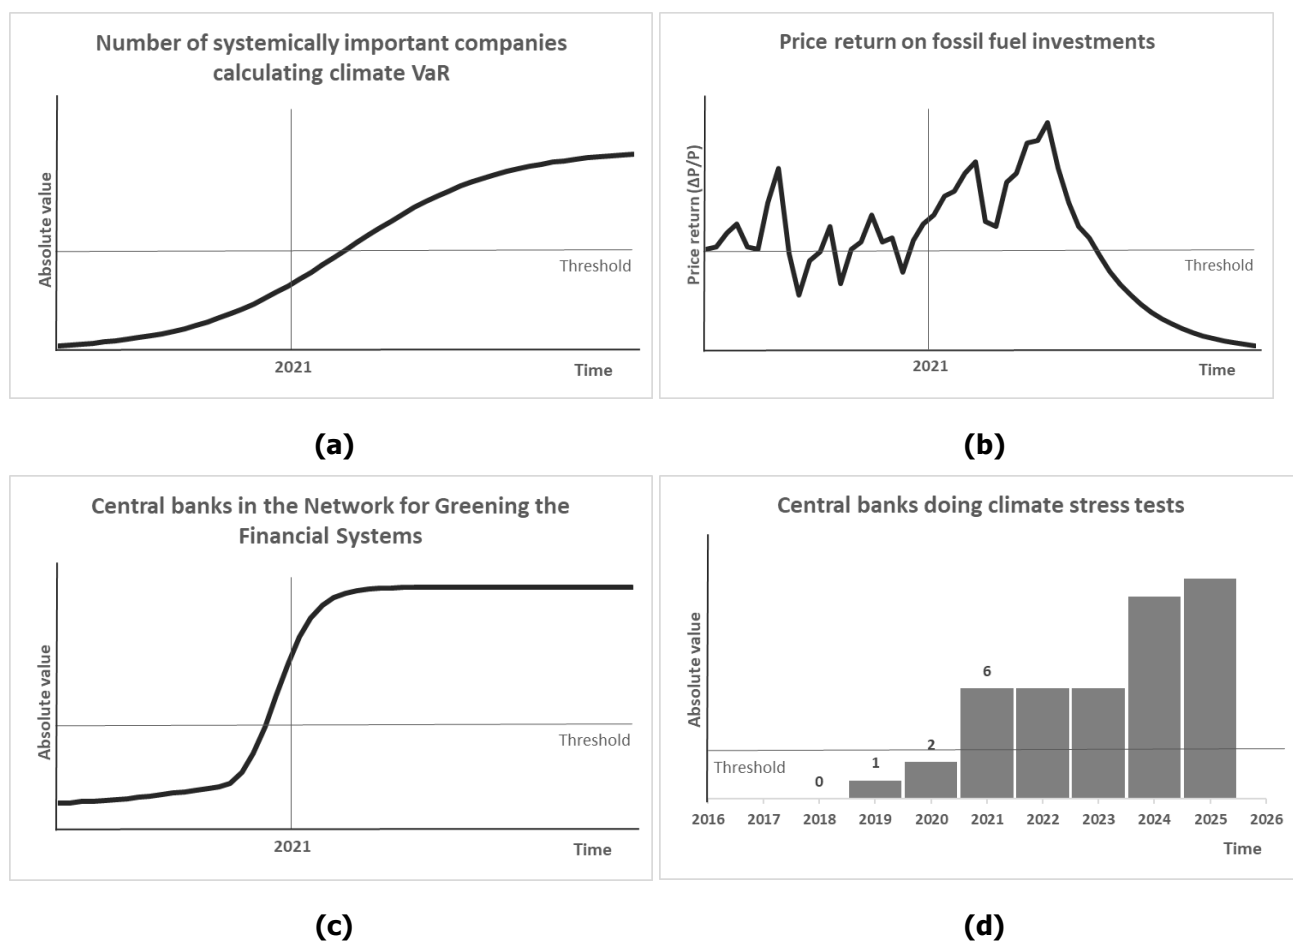 Number of systemically important companies
calculating climate VaR
Absolute value
Threshold
2021
Time
(a)
Price return on fossil fuel investments
Price return (ΔP/P)
Threshold
2021
Time
(b)
Central banks in the Network for Greening the
Financial Systems
Absolute value
Threshold
2021
Time
(c)
Central banks doing climate stress tests
Absolute value
6
2
1
0
Threshold
2016 2017 2018 2019 2020 2021 2022 2023 2024 2025 2026
Time
(d)